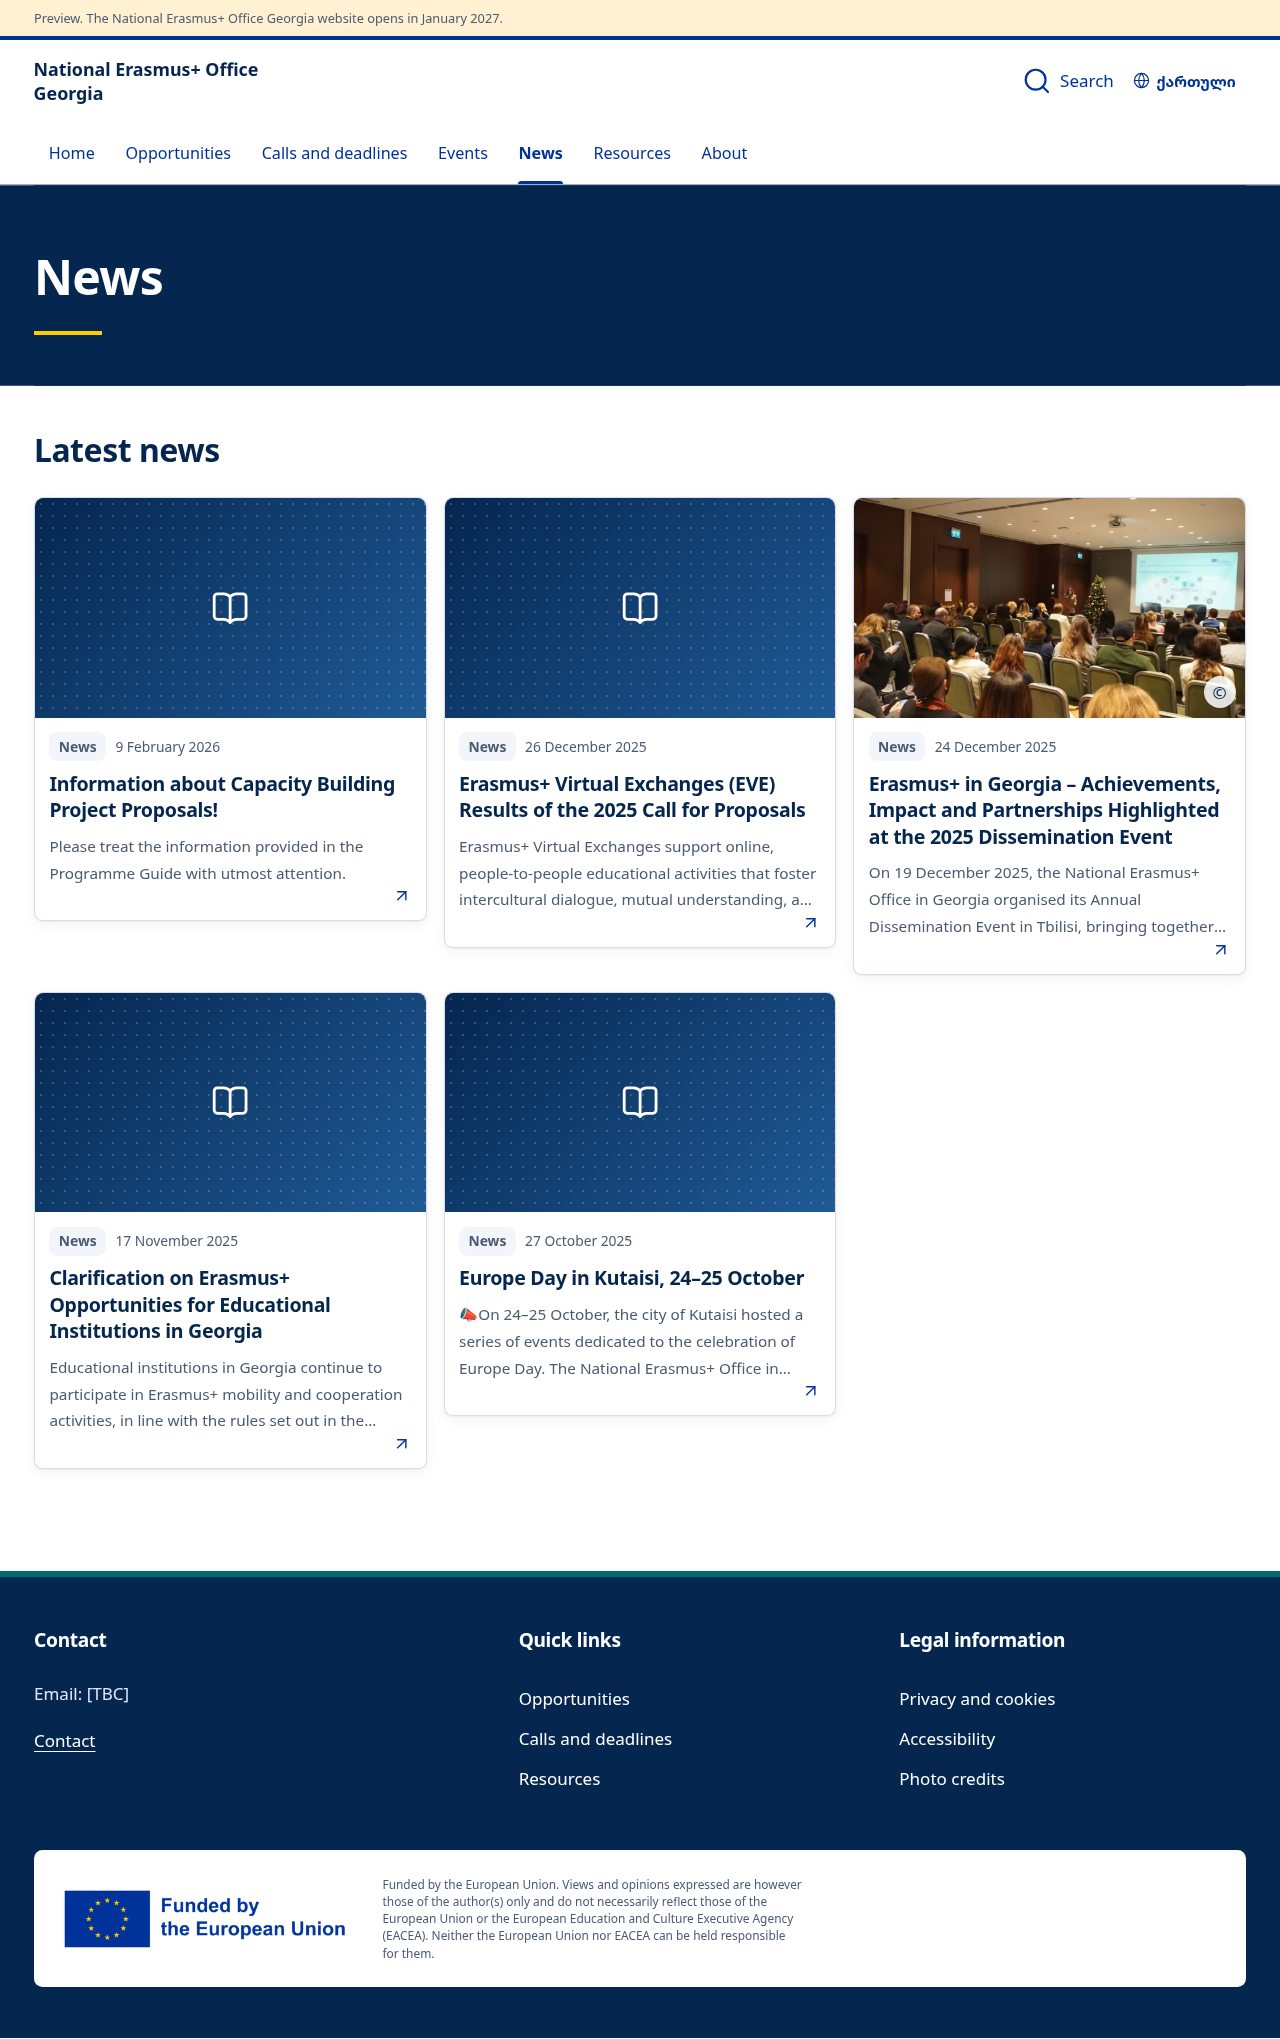 Preview. The National Erasmus+ Office Georgia website opens in January 2027.
National Erasmus+ Office
Georgia
Search
ქართული
Home
Opportunities
Calls and deadlines
Events
News
Resources
About
News
Latest news
News
9 February 2026
Information about Capacity Building
Project Proposals!
Please treat the information provided in the
Programme Guide with utmost attention.
News
26 December 2025
Erasmus+ Virtual Exchanges (EVE)
Results of the 2025 Call for Proposals
Erasmus+ Virtual Exchanges support online,
people-to-people educational activities that foster
intercultural dialogue, mutual understanding, a…
©
News
24 December 2025
Erasmus+ in Georgia – Achievements,
Impact and Partnerships Highlighted
at the 2025 Dissemination Event
On 19 December 2025, the National Erasmus+
Office in Georgia organised its Annual
Dissemination Event in Tbilisi, bringing together…
News
17 November 2025
Clarification on Erasmus+
Opportunities for Educational
Institutions in Georgia
Educational institutions in Georgia continue to
participate in Erasmus+ mobility and cooperation
activities, in line with the rules set out in the…
News
27 October 2025
Europe Day in Kutaisi, 24–25 October
📣On 24–25 October, the city of Kutaisi hosted a
series of events dedicated to the celebration of
Europe Day. The National Erasmus+ Office in…
Contact
Email: [TBC]
Contact
Quick links
Opportunities
Calls and deadlines
Resources
Legal information
Privacy and cookies
Accessibility
Photo credits
Funded by
the European Union
Funded by the European Union. Views and opinions expressed are however
those of the author(s) only and do not necessarily reflect those of the
European Union or the European Education and Culture Executive Agency
(EACEA). Neither the European Union nor EACEA can be held responsible
for them.